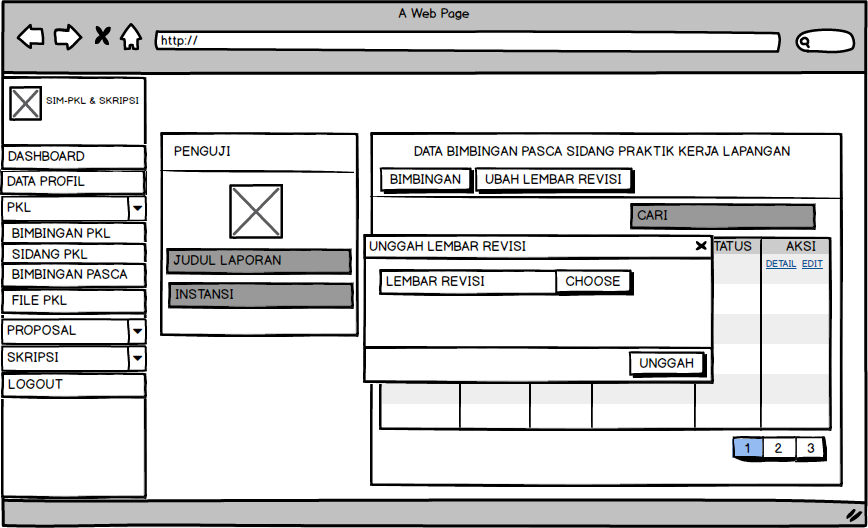 A Web Page
http://
SIM-PKL & SKRIPSI
DASHBOARD
DATA PROFIL
PKL
BIMBINGAN PKL
SIDANG PKL
BIMBINGAN PASCA
FILE PKL
PROPOSAL
SKRIPSI
LOGOUT
PENGUJI
JUDUL LAPORAN
INSTANSI
DATA BIMBINGAN PASCA SIDANG PRAKTIK KERJA LAPANGAN
BIMBINGAN UBAH LEMBAR REVISI
CARI
TATUS AKSI
DETAIL EDIT
UNGGAH LEMBAR REVISI
LEMBAR REVISI CHOOSE
UNGGAH
1 2 3